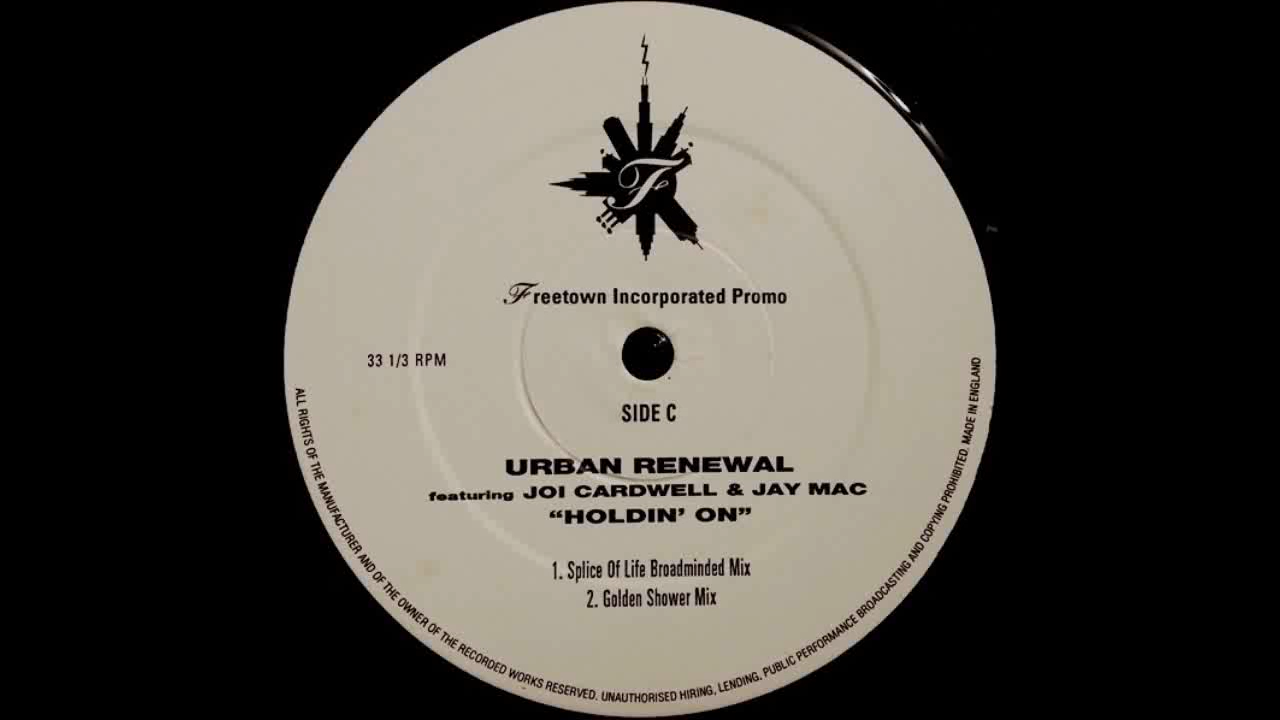 F
Freetown Incorporated Promo
33 1/3 RPM
SIDE C
URBAN RENEWAL
featuring JOI CARDWELL & JAY MAC
“HOLDIN’ ON”
1. Splice Of Life Broadminded Mix
2. Golden Shower Mix
ALL RIGHTS OF THE MANUFACTURER AND OF THE OWNER OF THE RECORDED WORKS RESERVED. UNAUTHORISED HIRING, LENDING, PUBLIC PERFORMANCE BROADCASTING AND COPYING PROHIBITED. MADE IN ENGLAND